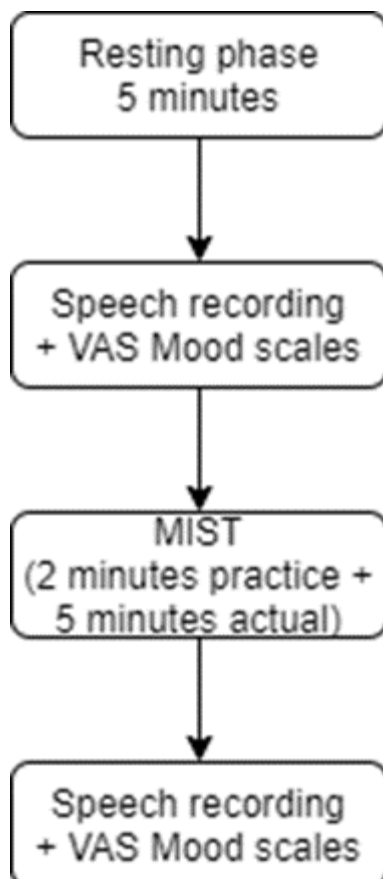 Resting phase
5 minutes
Speech recording
+ VAS Mood scales
MIST
(2 minutes practice +
5 minutes actual)
Speech recording
+ VAS Mood scales